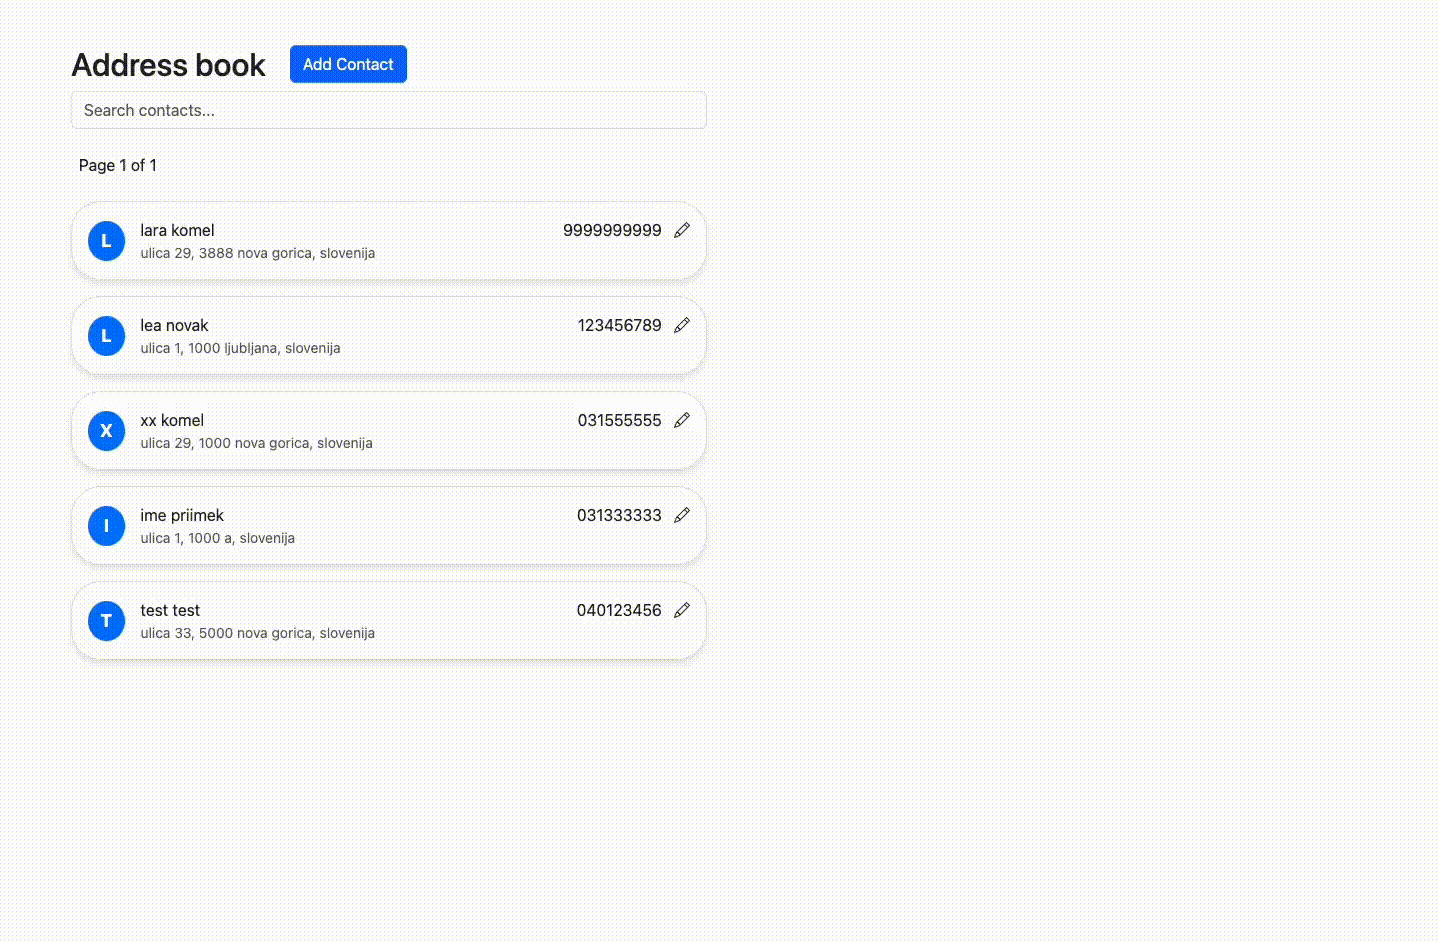 Address book
Add Contact
Search contacts...
Page 1 of 1
L
lara komel
9999999999
ulica 29, 3888 nova gorica, slovenija
L
lea novak
123456789
ulica 1, 1000 ljubljana, slovenija
X
xx komel
031555555
ulica 29, 1000 nova gorica, slovenija
I
ime priimek
031333333
ulica 1, 1000 a, slovenija
T
test test
040123456
ulica 33, 5000 nova gorica, slovenija